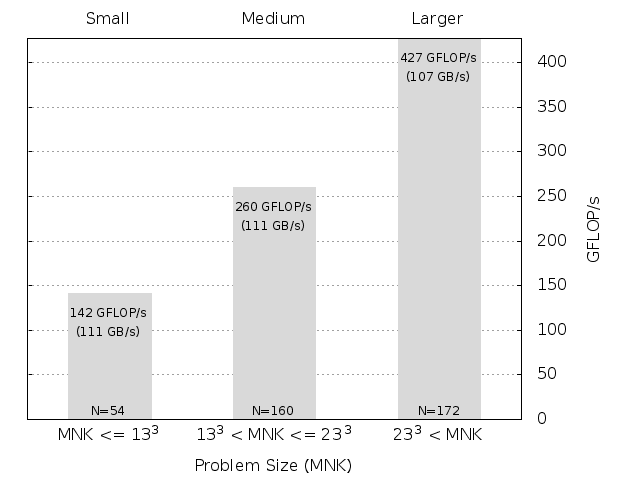 Small Medium Larger
427 GFLOP/s
(107 GB/s)
260 GFLOP/s
(111 GB/s)
142 GFLOP/s
(111 GB/s)
N=54 N=160 N=172
400
350
300
250
200
150
100
50
0
GFLOP/s
MNK <= 13³ 13³ < MNK <= 23³ 23³ < MNK
Problem Size (MNK)